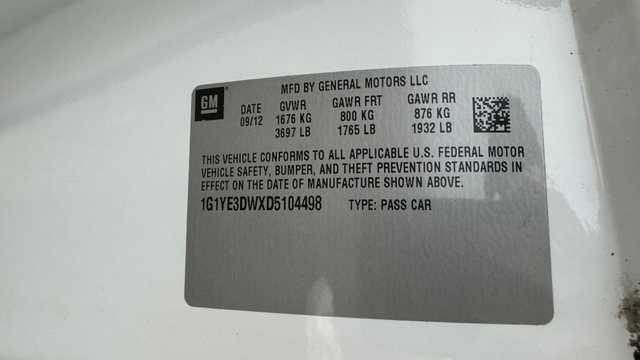 MFD BY GENERAL MOTORS LLC
GM
DATE GVWR GAWR FRT GAWR RR
09/12 1676 KG 800 KG 876 KG
3697 LB 1765 LB 1932 LB
THIS VEHICLE CONFORMS TO ALL APPLICABLE U.S. FEDERAL MOTOR
VEHICLE SAFETY, BUMPER, AND THEFT PREVENTION STANDARDS IN
EFFECT ON THE DATE OF MANUFACTURE SHOWN ABOVE.
1G1YE3DWXD5104498 TYPE: PASS CAR